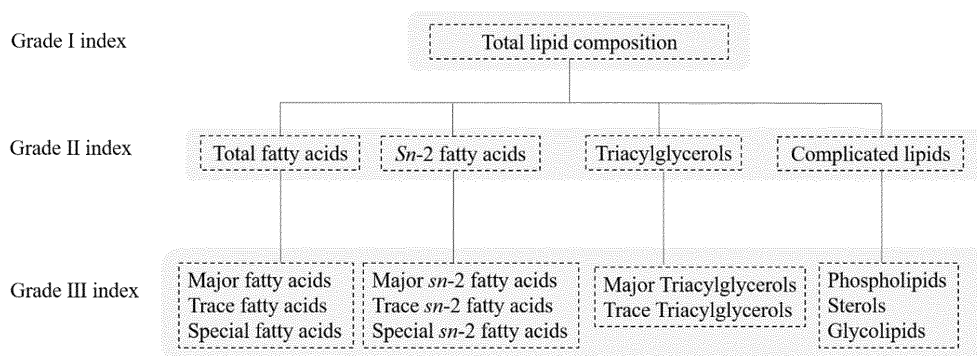 Grade I index
Total lipid composition
Grade II index
Total fatty acids
Sn-2 fatty acids
Triacylglycerols
Complicated lipids
Grade III index
Major fatty acids
Trace fatty acids
Special fatty acids
Major sn-2 fatty acids
Trace sn-2 fatty acids
Special sn-2 fatty acids
Major Triacylglycerols
Trace Triacylglycerols
Phospholipids
Sterols
Glycolipids